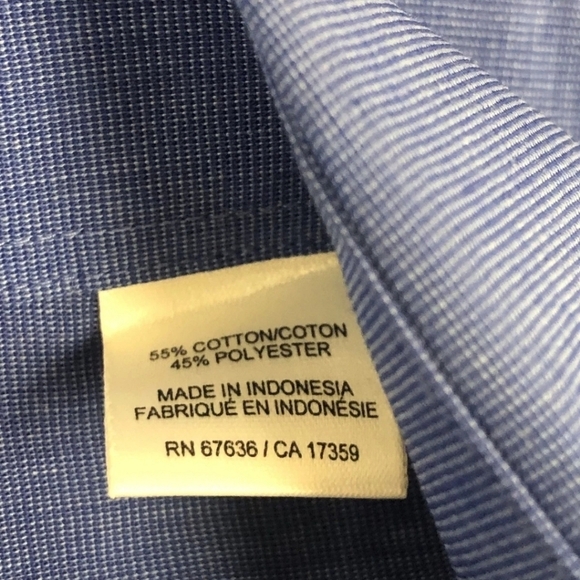 55% COTTON/COTON
45% POLYESTER
MADE IN INDONESIA
FABRIQUÉ EN INDONÉSIE
RN 67636 / CA 17359